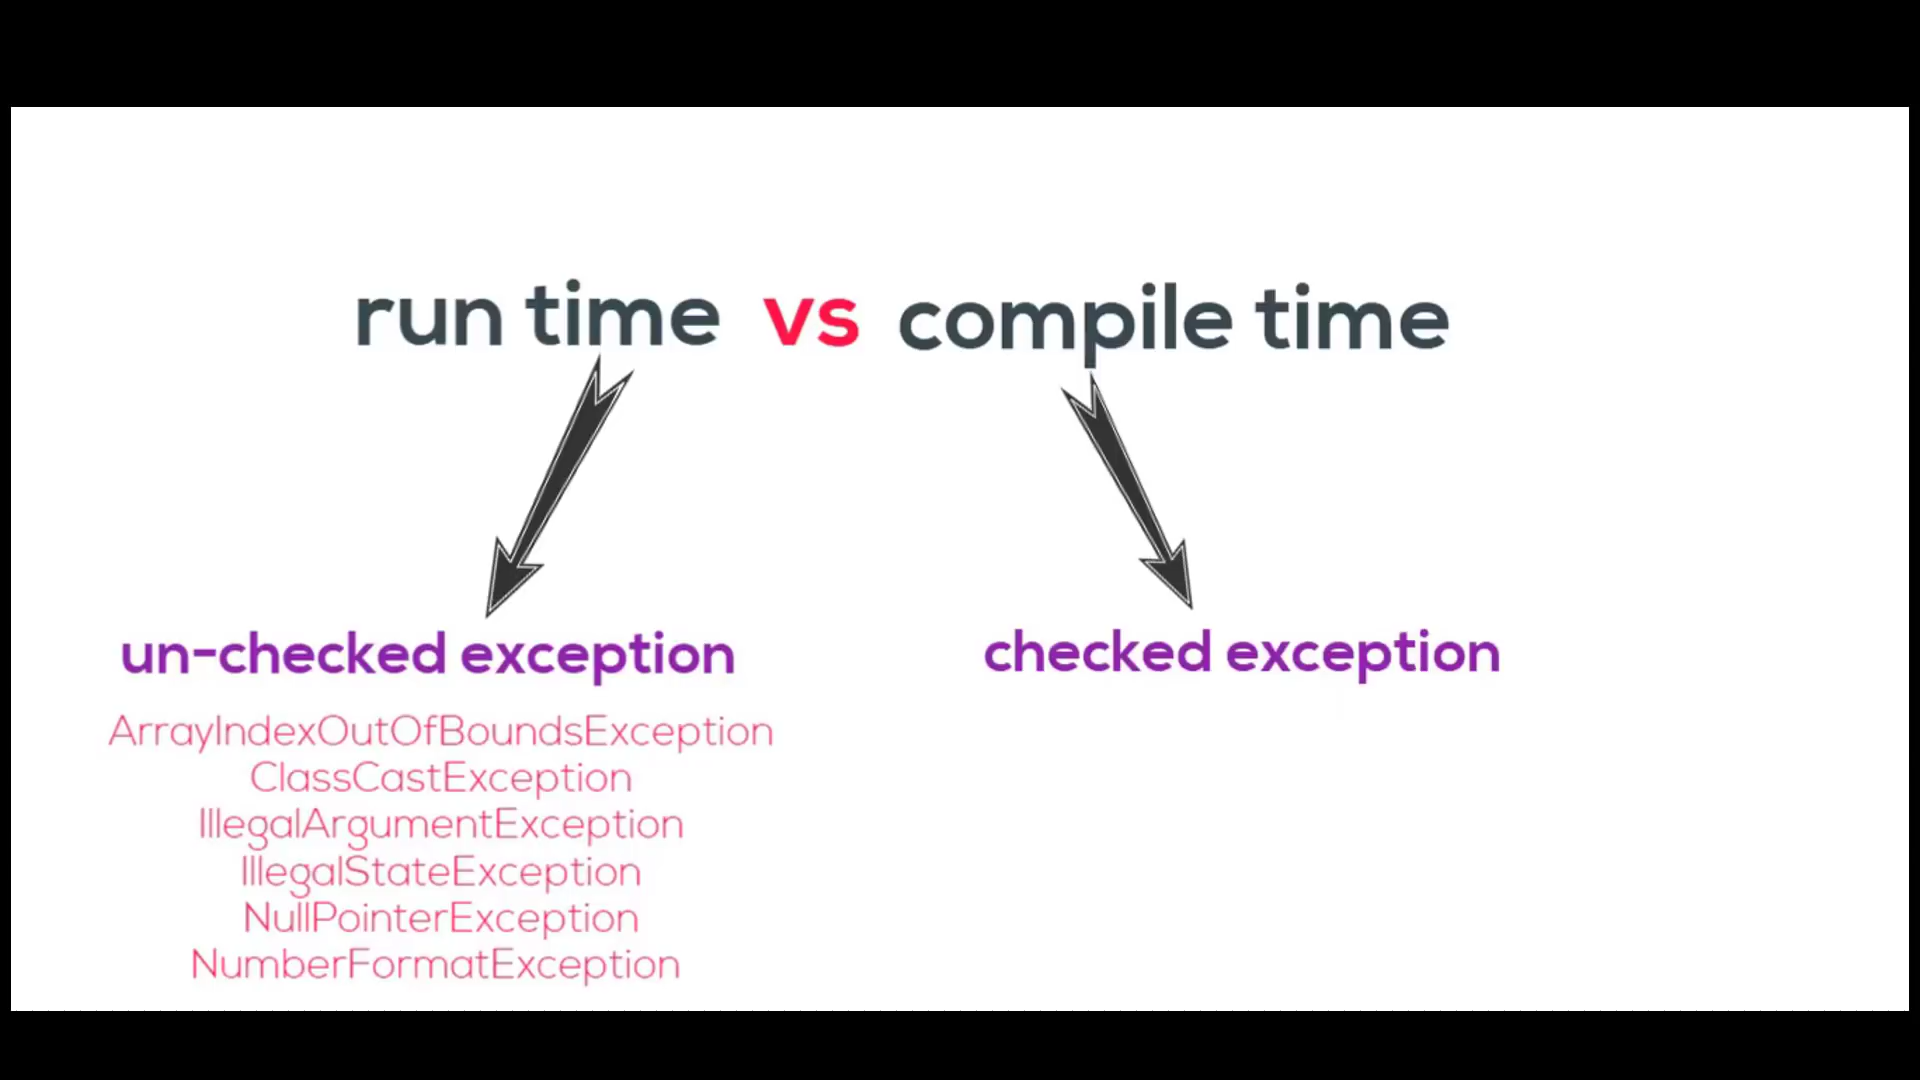 run time vs compile time
un-checked exception
checked exception
ArrayIndexOutOfBoundsException
ClassCastException
IllegalArgumentException
IllegalStateException
NullPointerException
NumberFormatException